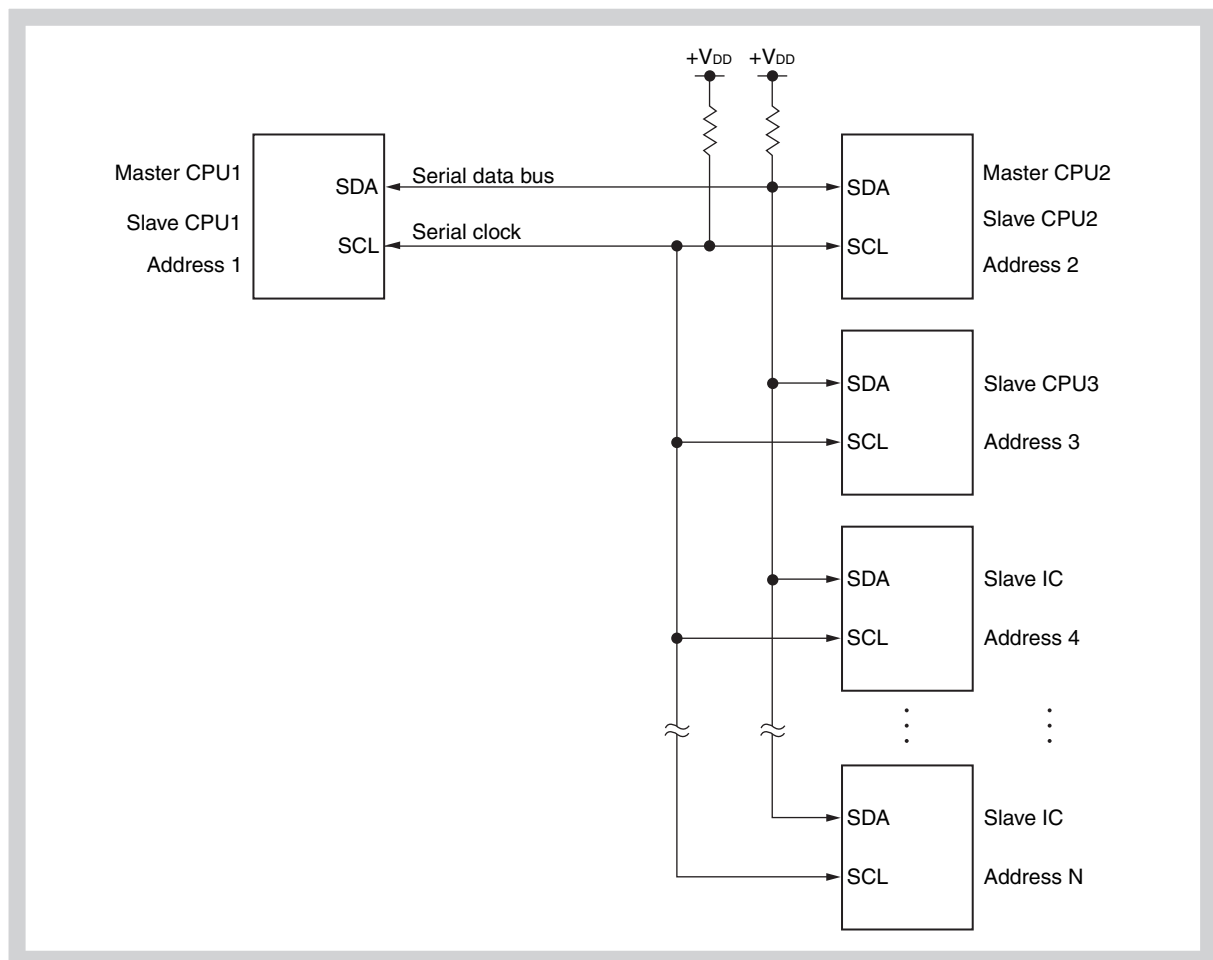 +VDD +VDD
Master CPU1
Slave CPU1
Address 1
SDA
SCL
Serial data bus
Serial clock
SDA
SCL
Master CPU2
Slave CPU2
Address 2
SDA
SCL
Slave CPU3
Address 3
SDA
SCL
Slave IC
Address 4
SDA
SCL
Slave IC
Address N